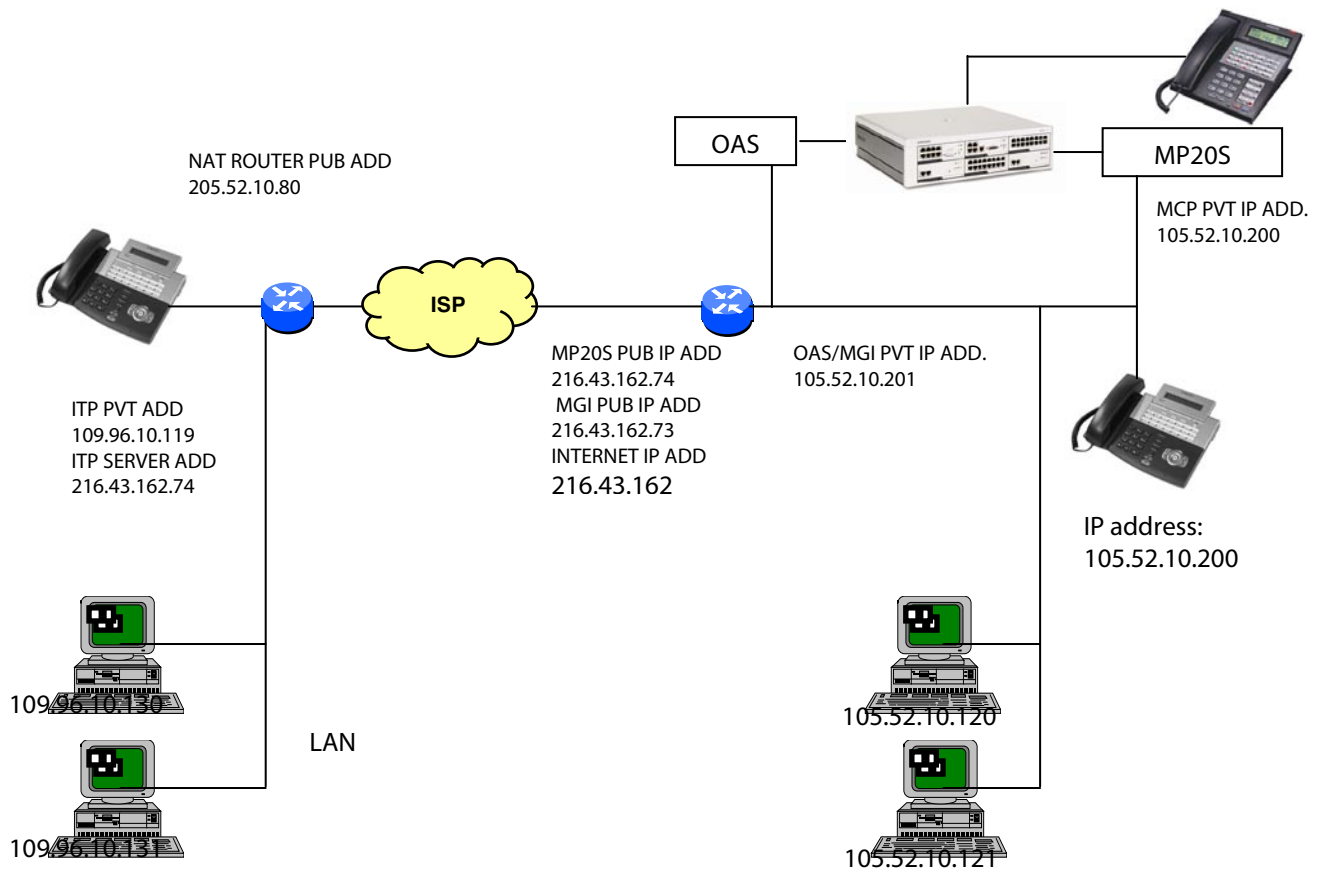 OAS
MP20S
NAT ROUTER PUB ADD
205.52.10.80
MCP PVT IP ADD.
105.52.10.200
ISP
MP20S PUB IP ADD
216.43.162.74
MGI PUB IP ADD
216.43.162.73
INTERNET IP ADD
216.43.162
OAS/MGI PVT IP ADD.
105.52.10.201
ITP PVT ADD
109.96.10.119
ITP SERVER ADD
216.43.162.74
IP address:
105.52.10.200
109.96.10.130
105.52.10.120
LAN
109.96.10.131
105.52.10.121